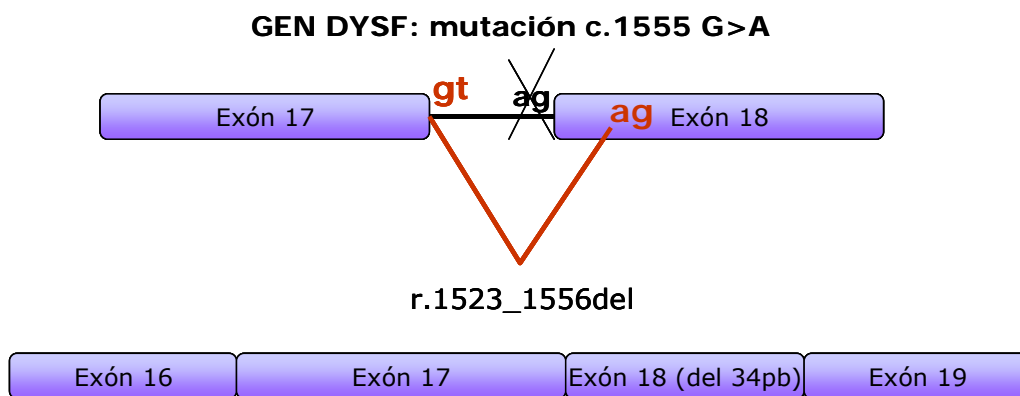 GEN DYSF: mutación c.1555 G>A
gt
ag
Exón 17
ag
Exón 18
r.1523_1556del
Exón 16
Exón 17
Exón 18 (del 34pb)
Exón 19